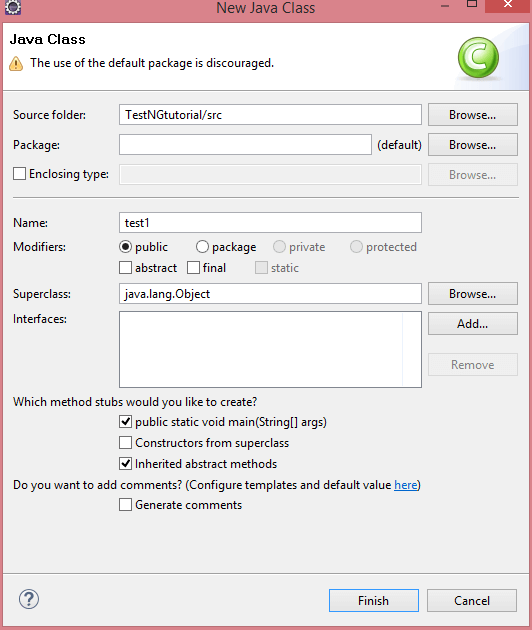 New Java Class
Java Class
The use of the default package is discouraged.
Source folder: TestNGtutorial/src Browse...
Package: (default) Browse...
Enclosing type: Browse...
Name: test1
Modifiers: public package private protected
abstract final static
Superclass: java.lang.Object Browse...
Interfaces: Add...
Remove
Which method stubs would you like to create?
public static void main(String[] args)
Constructors from superclass
Inherited abstract methods
Do you want to add comments? (Configure templates and default value here)
Generate comments
? Finish Cancel